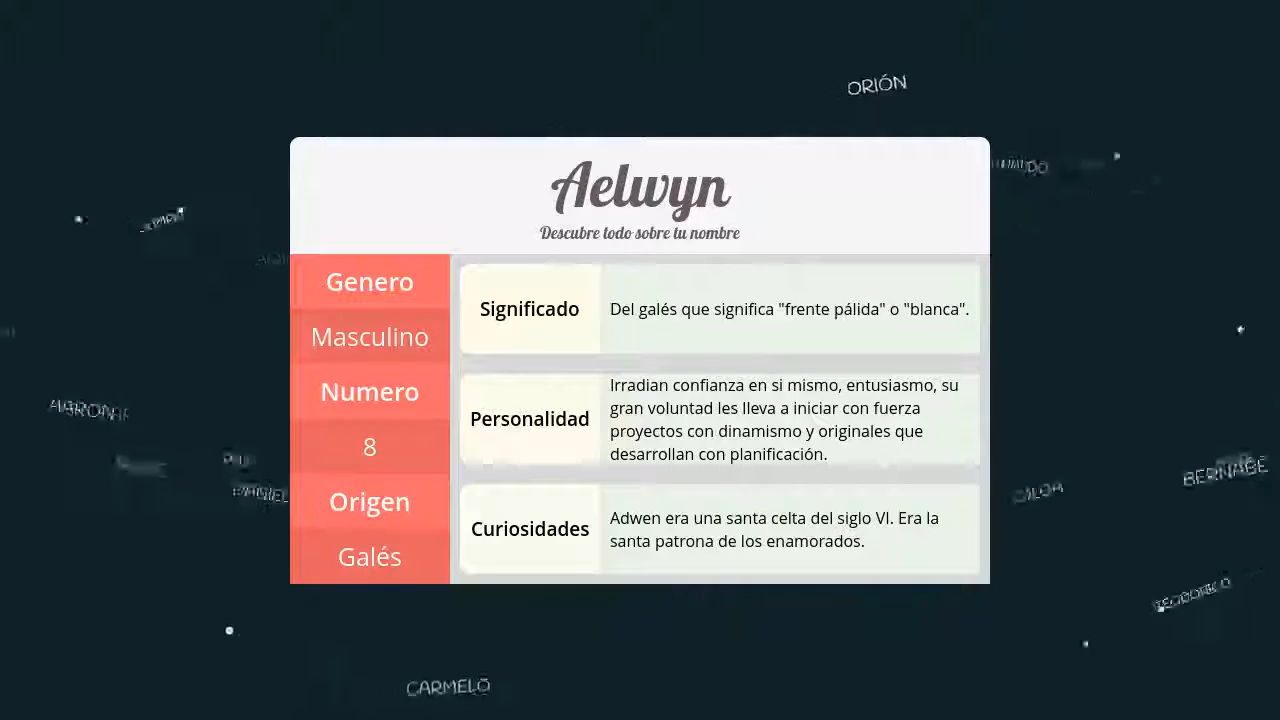 ORIÓN
Aelwyn
Descubre todo sobre tu nombre
Genero
Masculino
Numero
8
Origen
Galés
Significado
Del galés que significa "frente pálida" o "blanca".
Personalidad
Irradian confianza en si mismo, entusiasmo, su
gran voluntad les lleva a iniciar con fuerza
proyectos con dinamismo y originales que
desarrollan con planificación.
Curiosidades
Adwen era una santa celta del siglo VI. Era la
santa patrona de los enamorados.
BERNABÉ
CARMELO